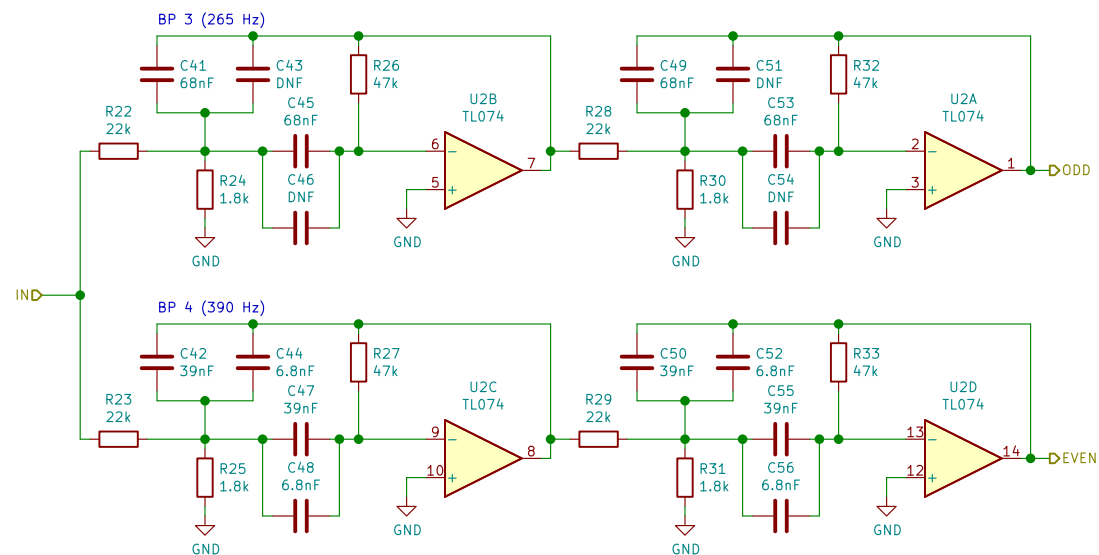 BP 3 (265 Hz)
C41
68nF
C43
DNF
R26
47k
C49
68nF
C51
DNF
R32
47k
R22
22k
C45
68nF
U2B
TL074
R28
22k
C53
68nF
U2A
TL074
6
−
7
2
−
1
ODD
R24
1.8k
C46
DNF
5
+
R30
1.8k
C54
DNF
3
+
GND
GND
GND
GND
IN
BP 4 (390 Hz)
C42
39nF
C44
6.8nF
R27
47k
C50
39nF
C52
6.8nF
R33
47k
R23
22k
C47
39nF
U2C
TL074
R29
22k
C55
39nF
U2D
TL074
9
−
8
13
−
14
EVEN
R25
1.8k
C48
6.8nF
10
+
R31
1.8k
C56
6.8nF
12
+
GND
GND
GND
GND